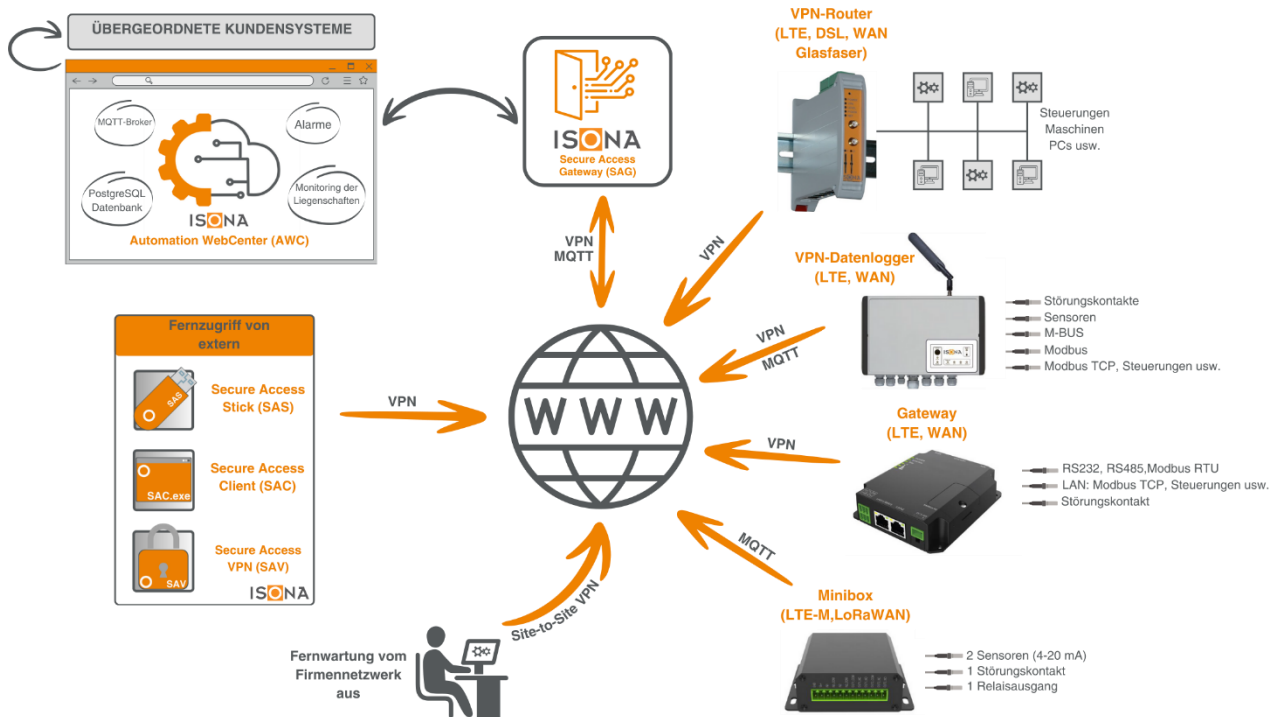 ÜBERGEORDNETE KUNDENSYSTEME
MQTT-Broker
Alarme
PostgreSQL
Datenbank
Monitoring der
Liegenschaften
ISONA
Automation WebCenter (AWC)
ISONA
Secure Access
Gateway (SAG)
VPN
MQTT
VPN-Router
(LTE, DSL, WAN
Glasfaser)
Steuerungen
Maschinen
PCs usw.
VPN
VPN-Datenlogger
(LTE, WAN)
ISONA
Störungskontakte
Sensoren
M-BUS
Modbus
Modbus TCP, Steuerungen usw.
VPN
MQTT
Fernzugriff von
extern
SAS
Secure Access
Stick (SAS)
SAC.exe
Secure Access
Client (SAC)
SAV
Secure Access
VPN (SAV)
ISONA
VPN
WWW
Gateway
(LTE, WAN)
VPN
RS232, RS485,Modbus RTU
LAN: Modbus TCP, Steuerungen usw.
Störungskontakt
MQTT
Minibox
(LTE-M,LoRaWAN)
2 Sensoren (4-20 mA)
1 Störungskontakt
1 Relaisausgang
Site-to-Site VPN
Fernwartung vom
Firmennetzwerk
aus